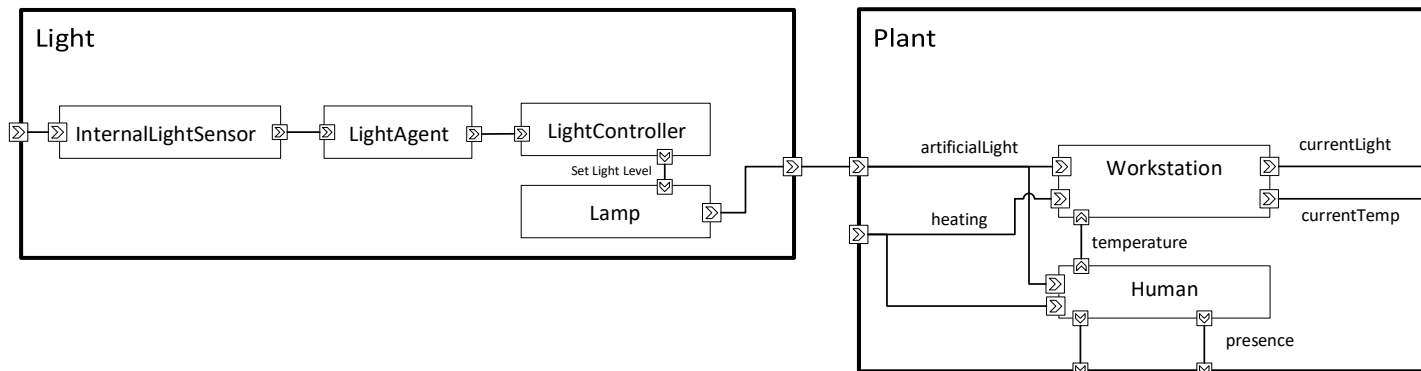 Light
Plant
InternalLightSensor
LightAgent
LightController
Set Light Level
Lamp
artificialLight
Workstation
currentLight
heating
currentTemp
temperature
Human
presence